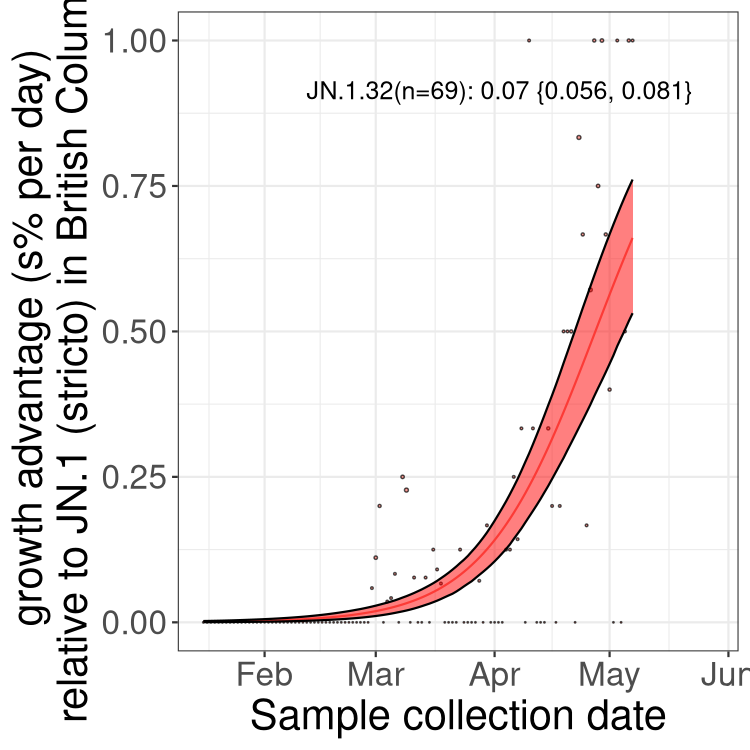 growth advantage (s% per day)
relative to JN.1 (stricto) in British Colum
1.00
0.75
0.50
0.25
0.00
JN.1.32(n=69): 0.07 {0.056, 0.081}
Feb Mar Apr May Jun
Sample collection date